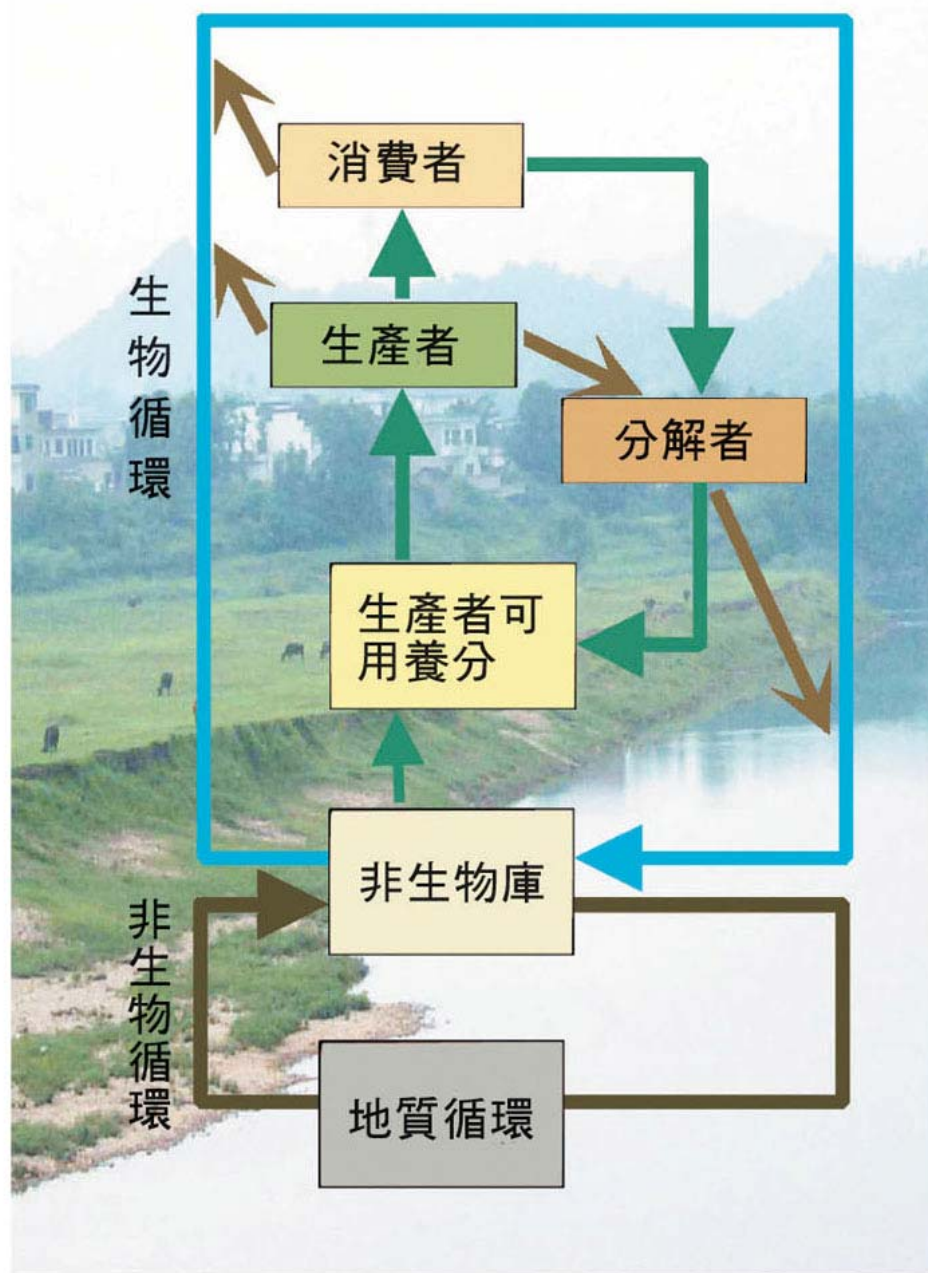 消費者
生產者
生物循環
分解者
生產者可
用養分
非生物庫
非生物循環
地質循環